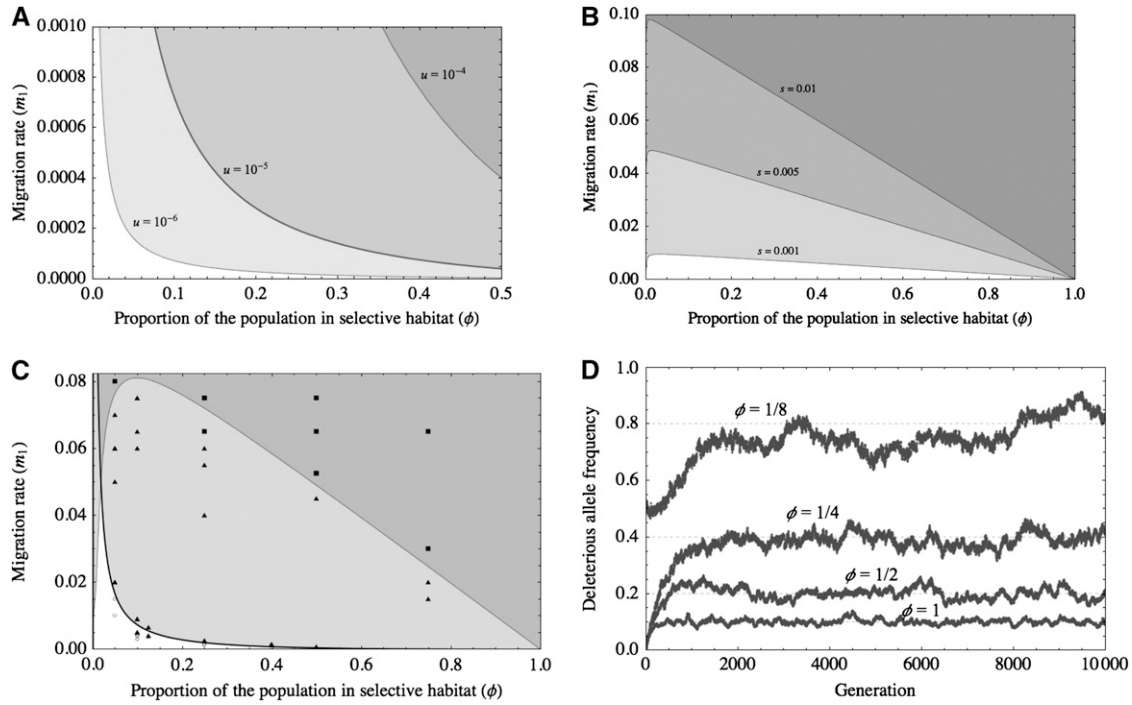 A
0.0010
0.0008
0.0006
0.0004
0.0002
0.0000
Migration rate (m₁)
u = 10⁻⁴
u = 10⁻⁵
u = 10⁻⁶
0.0 0.1 0.2 0.3 0.4 0.5
Proportion of the population in selective habitat (ϕ)
B
0.10
0.08
0.06
0.04
0.02
0.00
Migration rate (m₁)
s = 0.01
s = 0.005
s = 0.001
0.0 0.2 0.4 0.6 0.8 1.0
Proportion of the population in selective habitat (ϕ)
C
0.08
0.06
0.04
0.02
0.00
Migration rate (m₁)
0.0 0.2 0.4 0.6 0.8 1.0
Proportion of the population in selective habitat (ϕ)
D
1.0
0.8
0.6
0.4
0.2
0.0
Deleterious allele frequency
ϕ = 1/8
ϕ = 1/4
ϕ = 1/2
ϕ = 1
0 2000 4000 6000 8000 10000
Generation